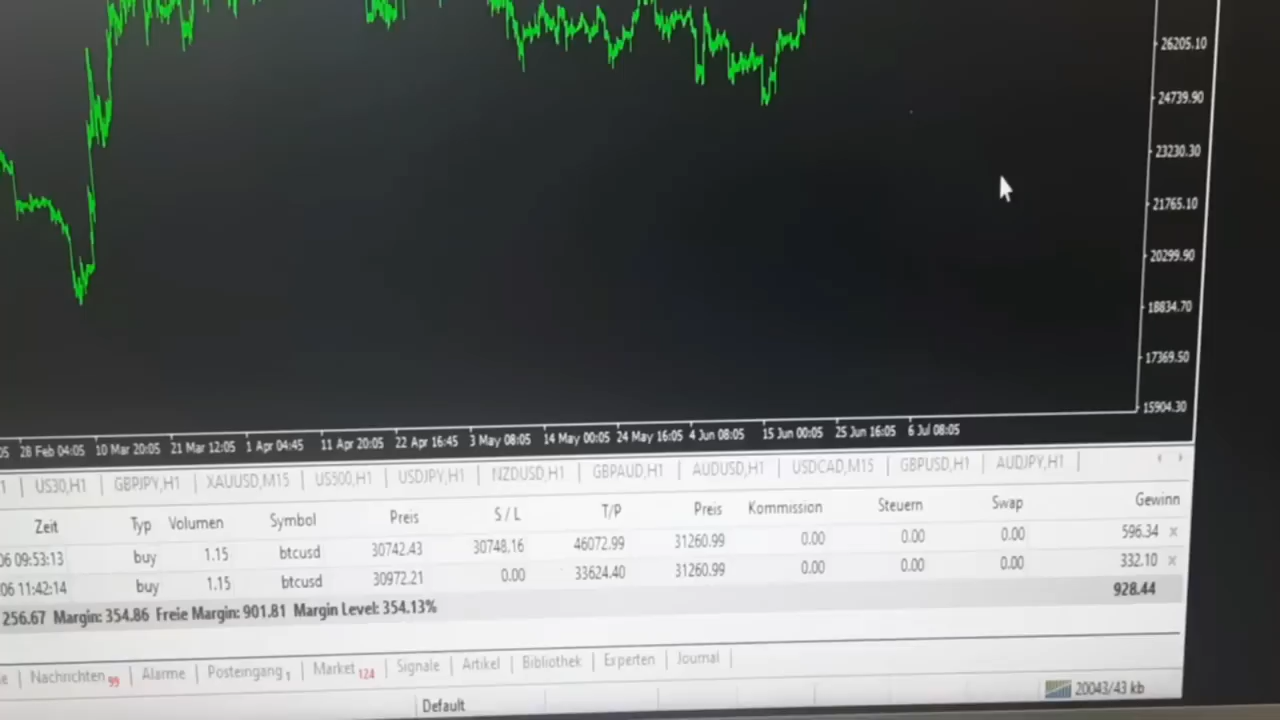 26205.10
24739.90
23230.30
21765.10
20299.90
18834.70
17369.50
15904.30
28 Feb 04:05 10 Mar 20:05 21 Mar 12:05 1 Apr 04:45 11 Apr 20:05 22 Apr 16:45 3 May 08:05 14 May 00:05 24 May 16:05 4 Jun 08:05 15 Jun 00:05 25 Jun 16:05 6 Jul 08:05
US30,H1 | GBPJPY,H1 | XAUUSD,M15 | US500,H1 | USDJPY,H1 | NZDUSD,H1 | GBPAUD,H1 | AUDUSD,H1 | USDCAD,M15 | GBPUSD,H1 | AUDJPY,H1 |
Zeit Typ Volumen Symbol Preis S / L T/P Preis Kommission Steuern Swap Gewinn
06 09:53:13 buy 1.15 btcusd 30742.43 30748.16 46072.99 31260.99 0.00 0.00 0.00 596.34 ×
06 11:42:14 buy 1.15 btcusd 30972.21 0.00 33624.40 31260.99 0.00 0.00 0.00 332.10 ×
256.67 Margin: 354.86 Freie Margin: 901.81 Margin Level: 354.13% 928.44
Nachrichten 99 | Alarme | Posteingang 1 | Market 124 | Signale | Artikel | Bibliothek | Experten | Journal |
Default 20043/43 kb